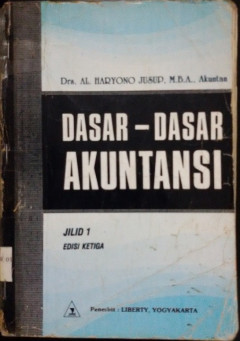 Drs. AL. HARYONO JUSUP, M.B.A., Akuntan
DASAR - DASAR
AKUNTANSI
JILID 1
EDISI KETIGA
Penerbit : LIBERTY, YOGYAKARTA